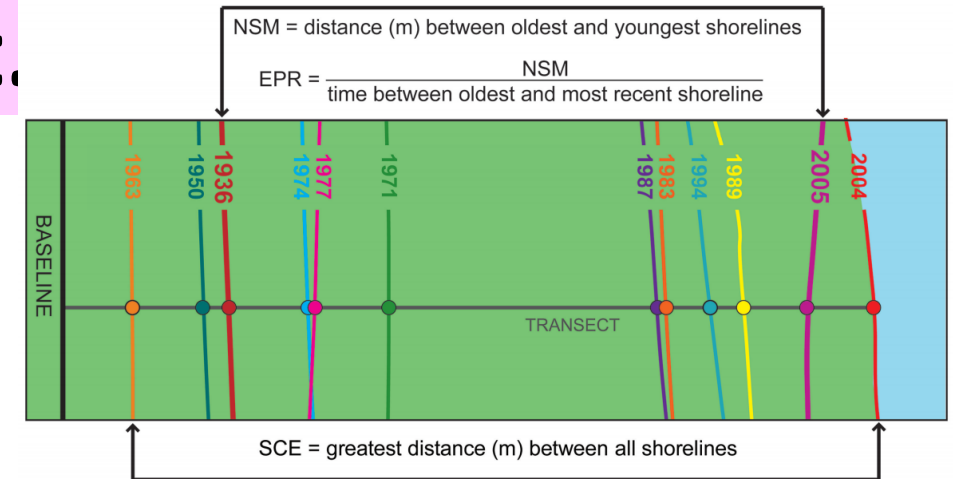 NSM = distance (m) between oldest and youngest shorelines
EPR = NSM
time between oldest and most recent shoreline
BASELINE
1963
1950
1936
1974
1977
1971
1987
1983
1994
1989
2005
2004
TRANSECT
SCE = greatest distance (m) between all shorelines